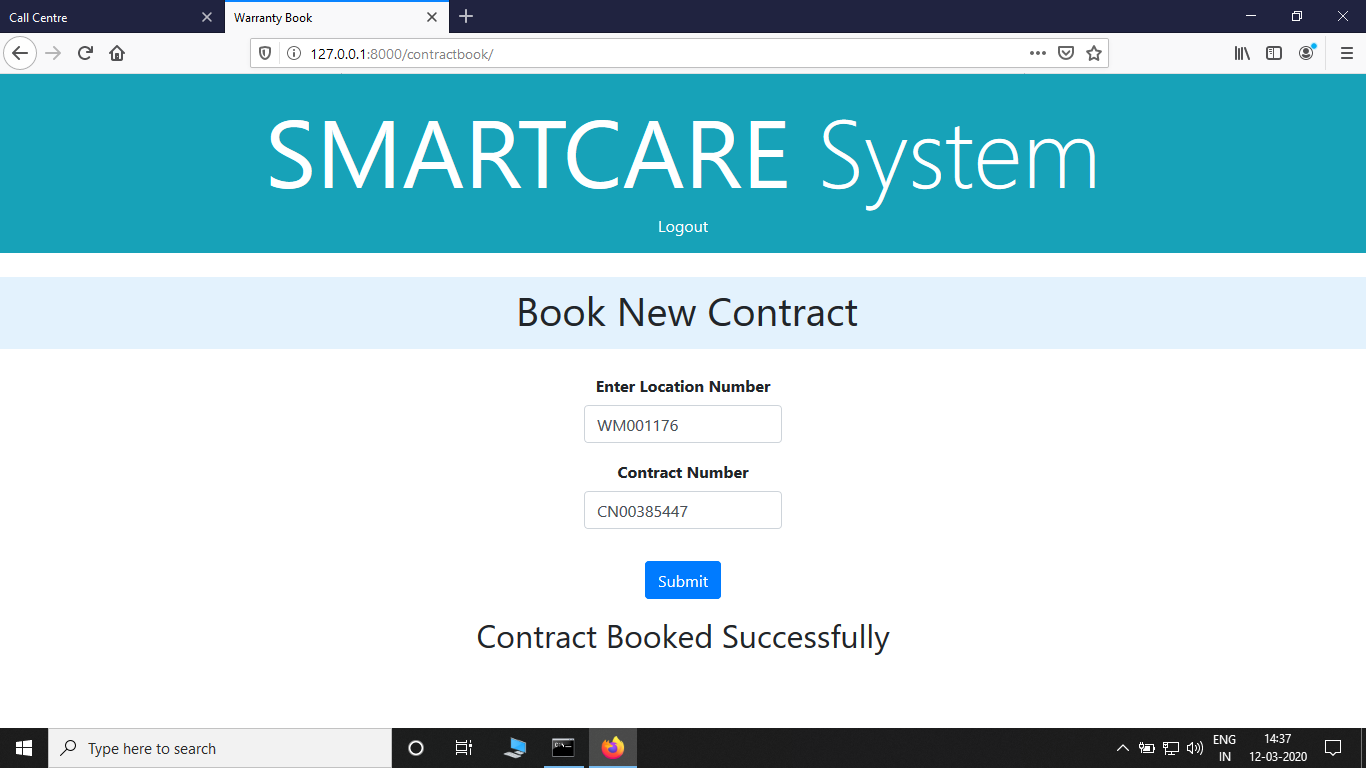 Call Centre
Warranty Book
127.0.0.1:8000/contractbook/
SMARTCARE System
Logout
Book New Contract
Enter Location Number
WM001176
Contract Number
CN00385447
Submit
Contract Booked Successfully
Type here to search
ENG
IN
14:37
12-03-2020